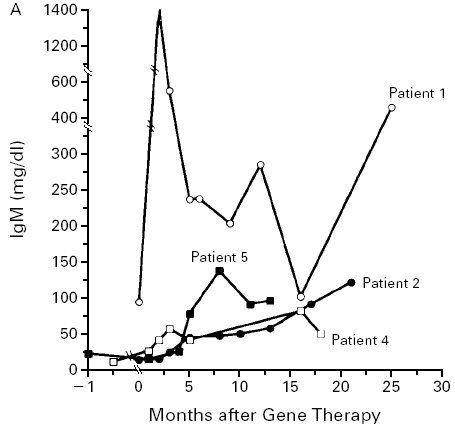 A
1400
1200
600
400
300
250
200
150
100
50
0
IgM (mg/dl)
Patient 1
Patient 5
Patient 2
Patient 4
−1 0 5 10 15 20 25 30
Months after Gene Therapy